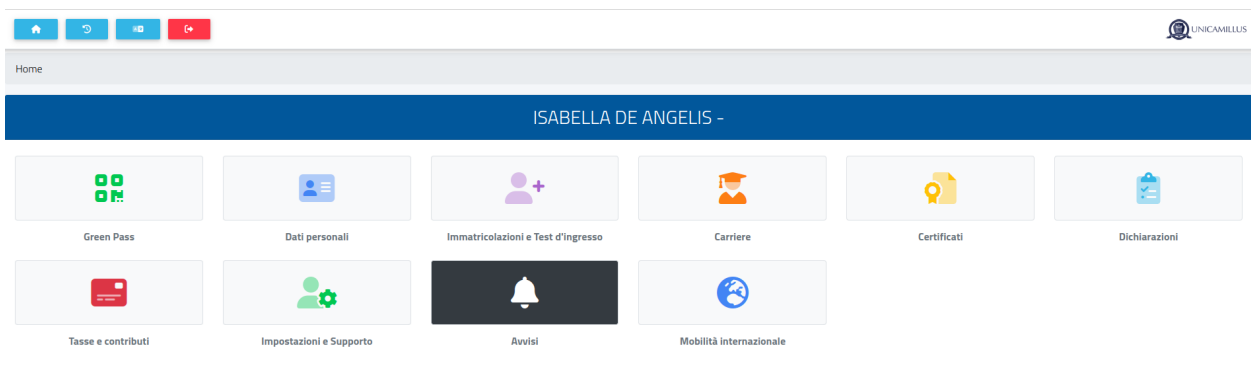 UNICAMILLUS
Home
ISABELLA DE ANGELIS -
Green Pass
Dati personali
Immatricolazioni e Test d'ingresso
Carriere
Certificati
Dichiarazioni
Tasse e contributi
Impostazioni e Supporto
Avvisi
Mobilità internazionale